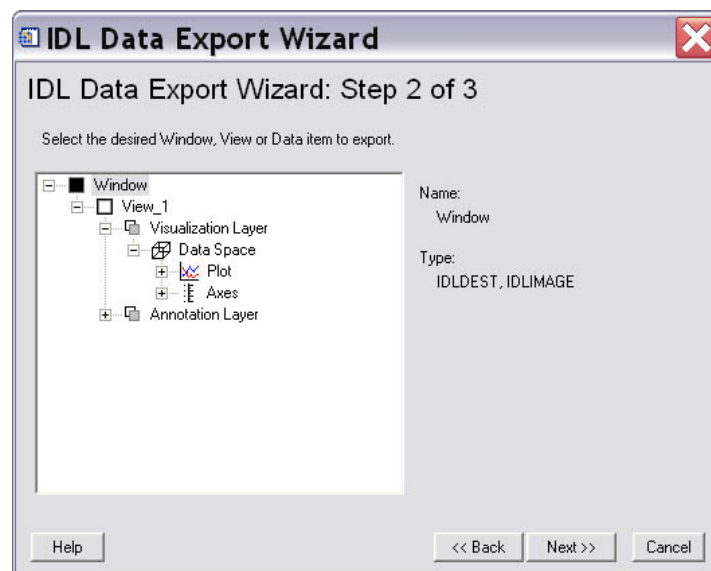 IDL Data Export Wizard
IDL Data Export Wizard: Step 2 of 3
Select the desired Window, View or Data item to export.
Window
View_1
Visualization Layer
Data Space
Plot
Axes
Annotation Layer
Name:
Window
Type:
IDLDEST, IDLIMAGE
Help
<< Back
Next >>
Cancel